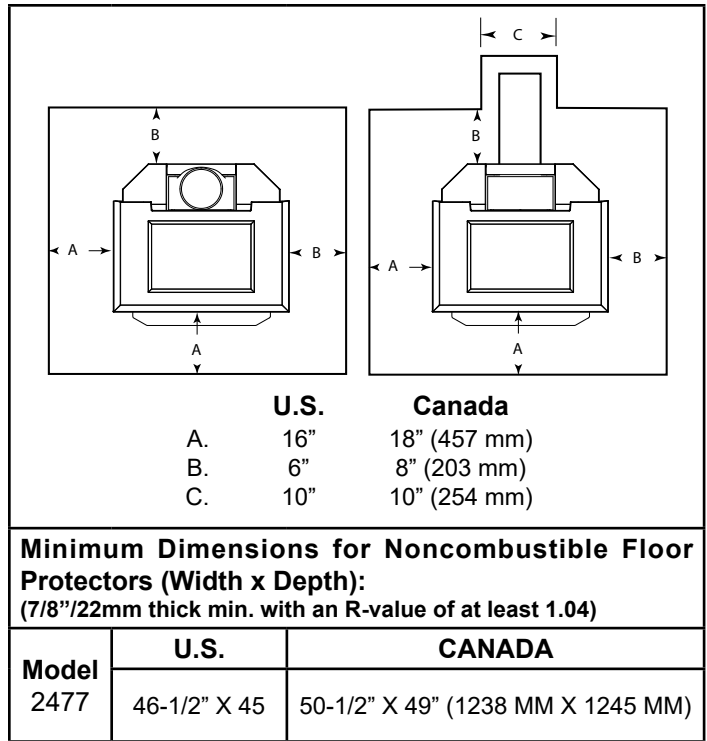 C
B
B
A
B
A
B
A
A
U.S. Canada
A. 16” 18” (457 mm)
B. 6” 8” (203 mm)
C. 10” 10” (254 mm)
Minimum Dimensions for Noncombustible Floor
Protectors (Width x Depth):
(7/8”/22mm thick min. with an R-value of at least 1.04)
Model
2477
U.S.
CANADA
46-1/2” X 45
50-1/2” X 49” (1238 MM X 1245 MM)